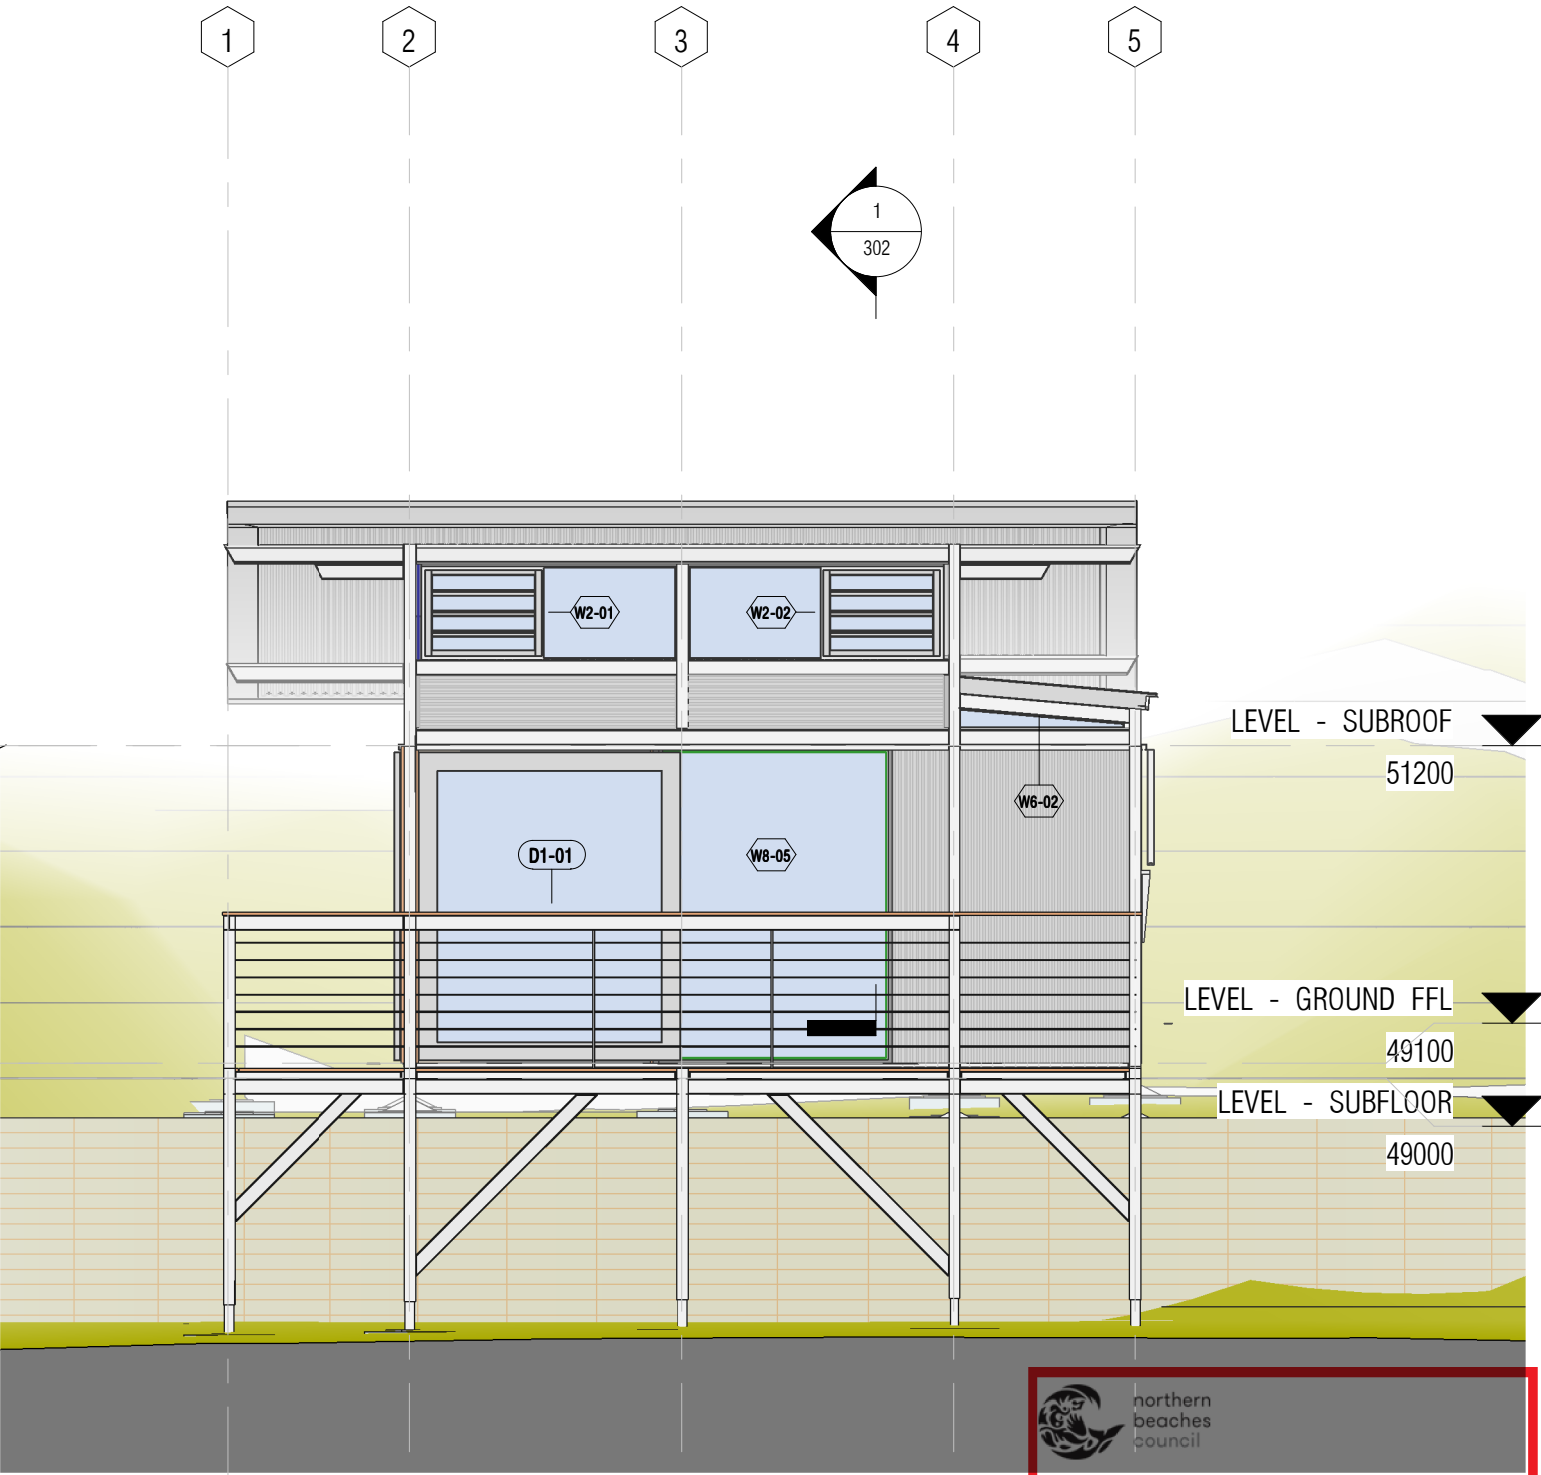 1
2
3
4
5
1
302
W2-01
W2-02
LEVEL - SUBROOF
51200
W6-02
D1-01
W8-05
LEVEL - GROUND FFL
49100
LEVEL - SUBFLOOR
49000
northern
beaches
council